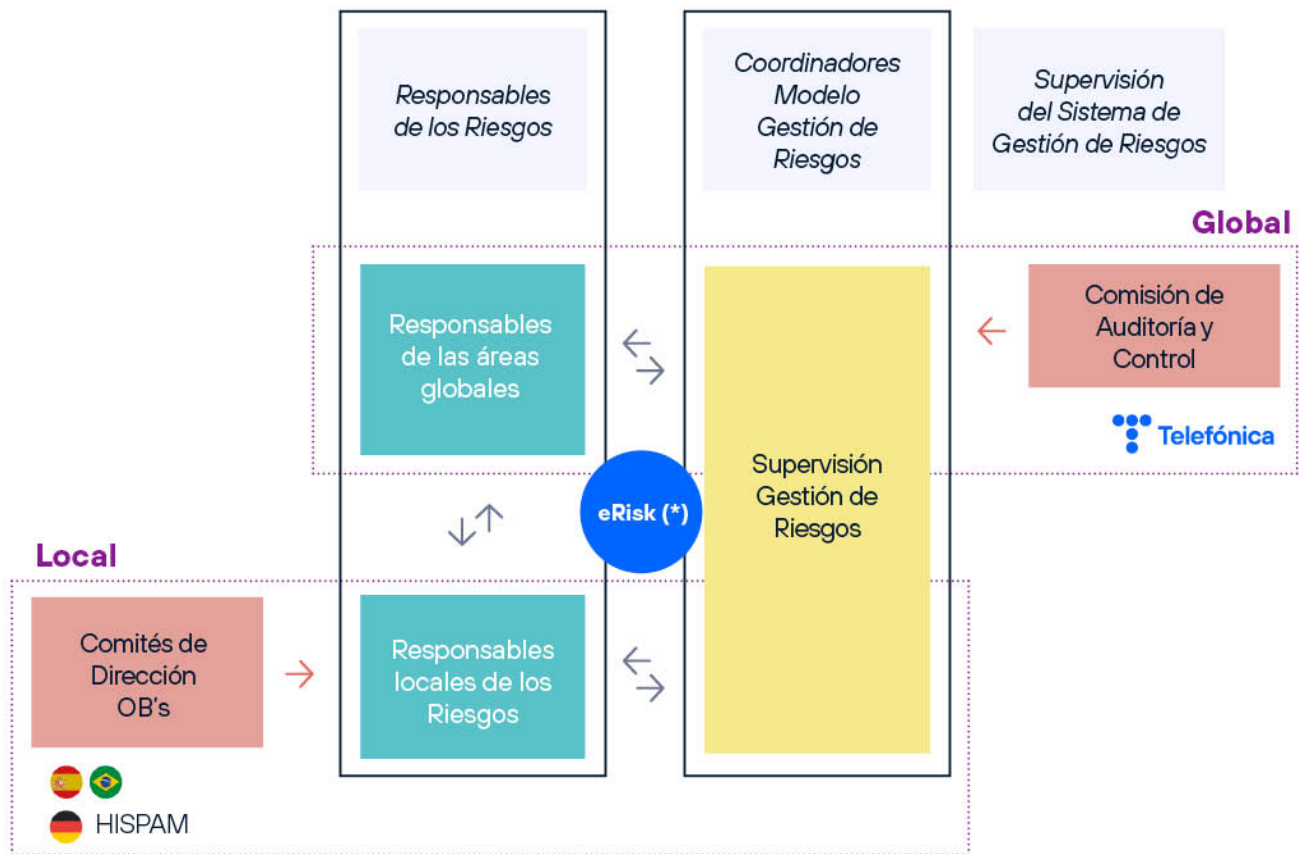 Responsables
de los Riesgos
Coordinadores
Modelo
Gestión de
Riesgos
Supervisión
del Sistema de
Gestión de Riesgos
Global
Responsables
de las áreas
globales
Comisión de
Auditoría y
Control
Telefónica
Supervisión
Gestión de
Riesgos
eRisk (*)
Local
Comités de
Dirección
OB's
Responsables
locales de los
Riesgos
HISPAM